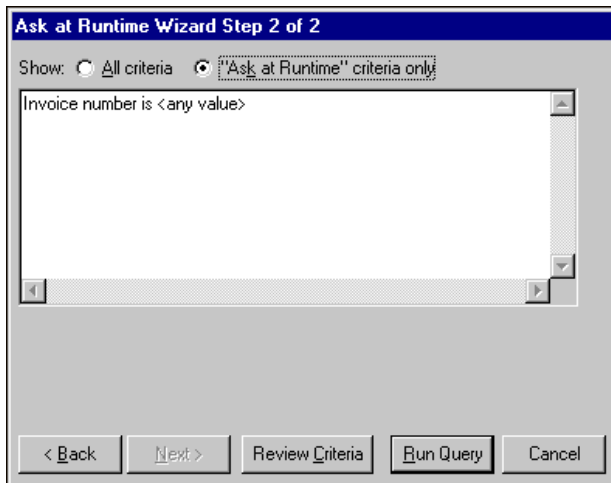 Ask at Runtime Wizard Step 2 of 2
Show: All criteria "Ask at Runtime" criteria only
Invoice number is <any value>
< Back Next > Review Criteria Run Query Cancel